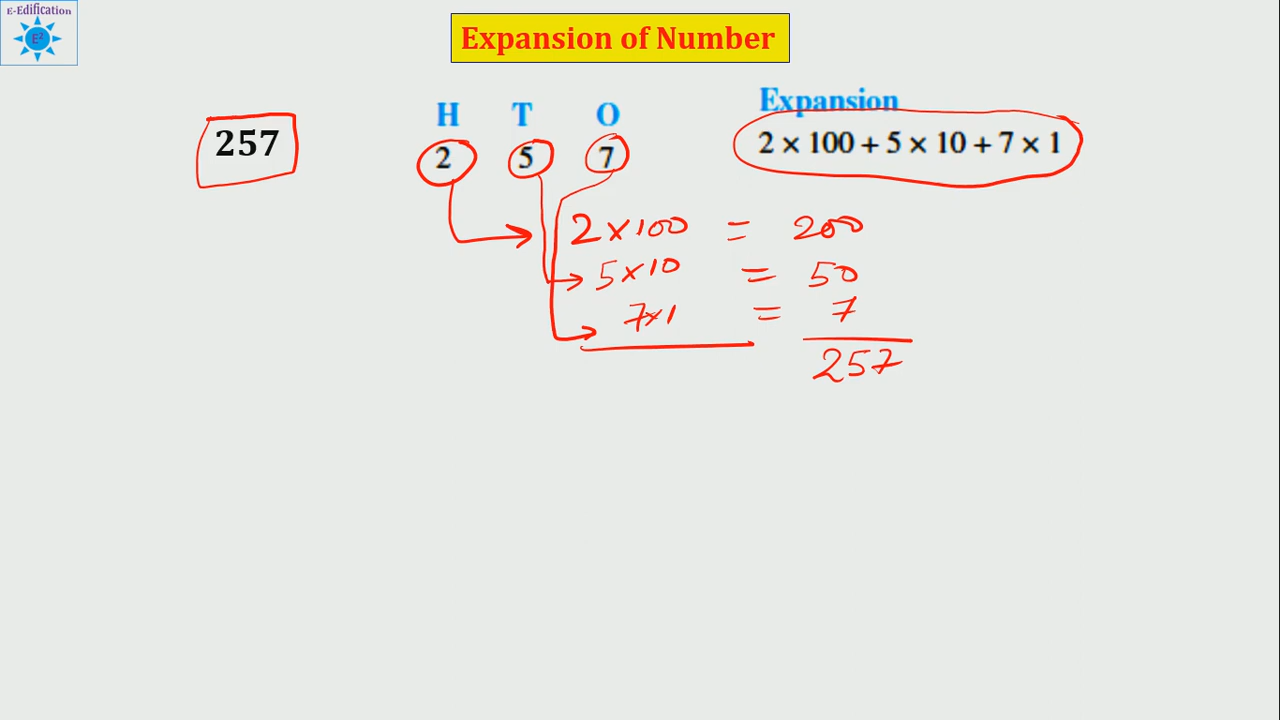 E-Edification
E²
Expansion of Number
257
H T O
2 5 7
Expansion
2 × 100 + 5 × 10 + 7 × 1
2 × 100 = 200
5 × 10 = 50
7 × 1 = 7
257